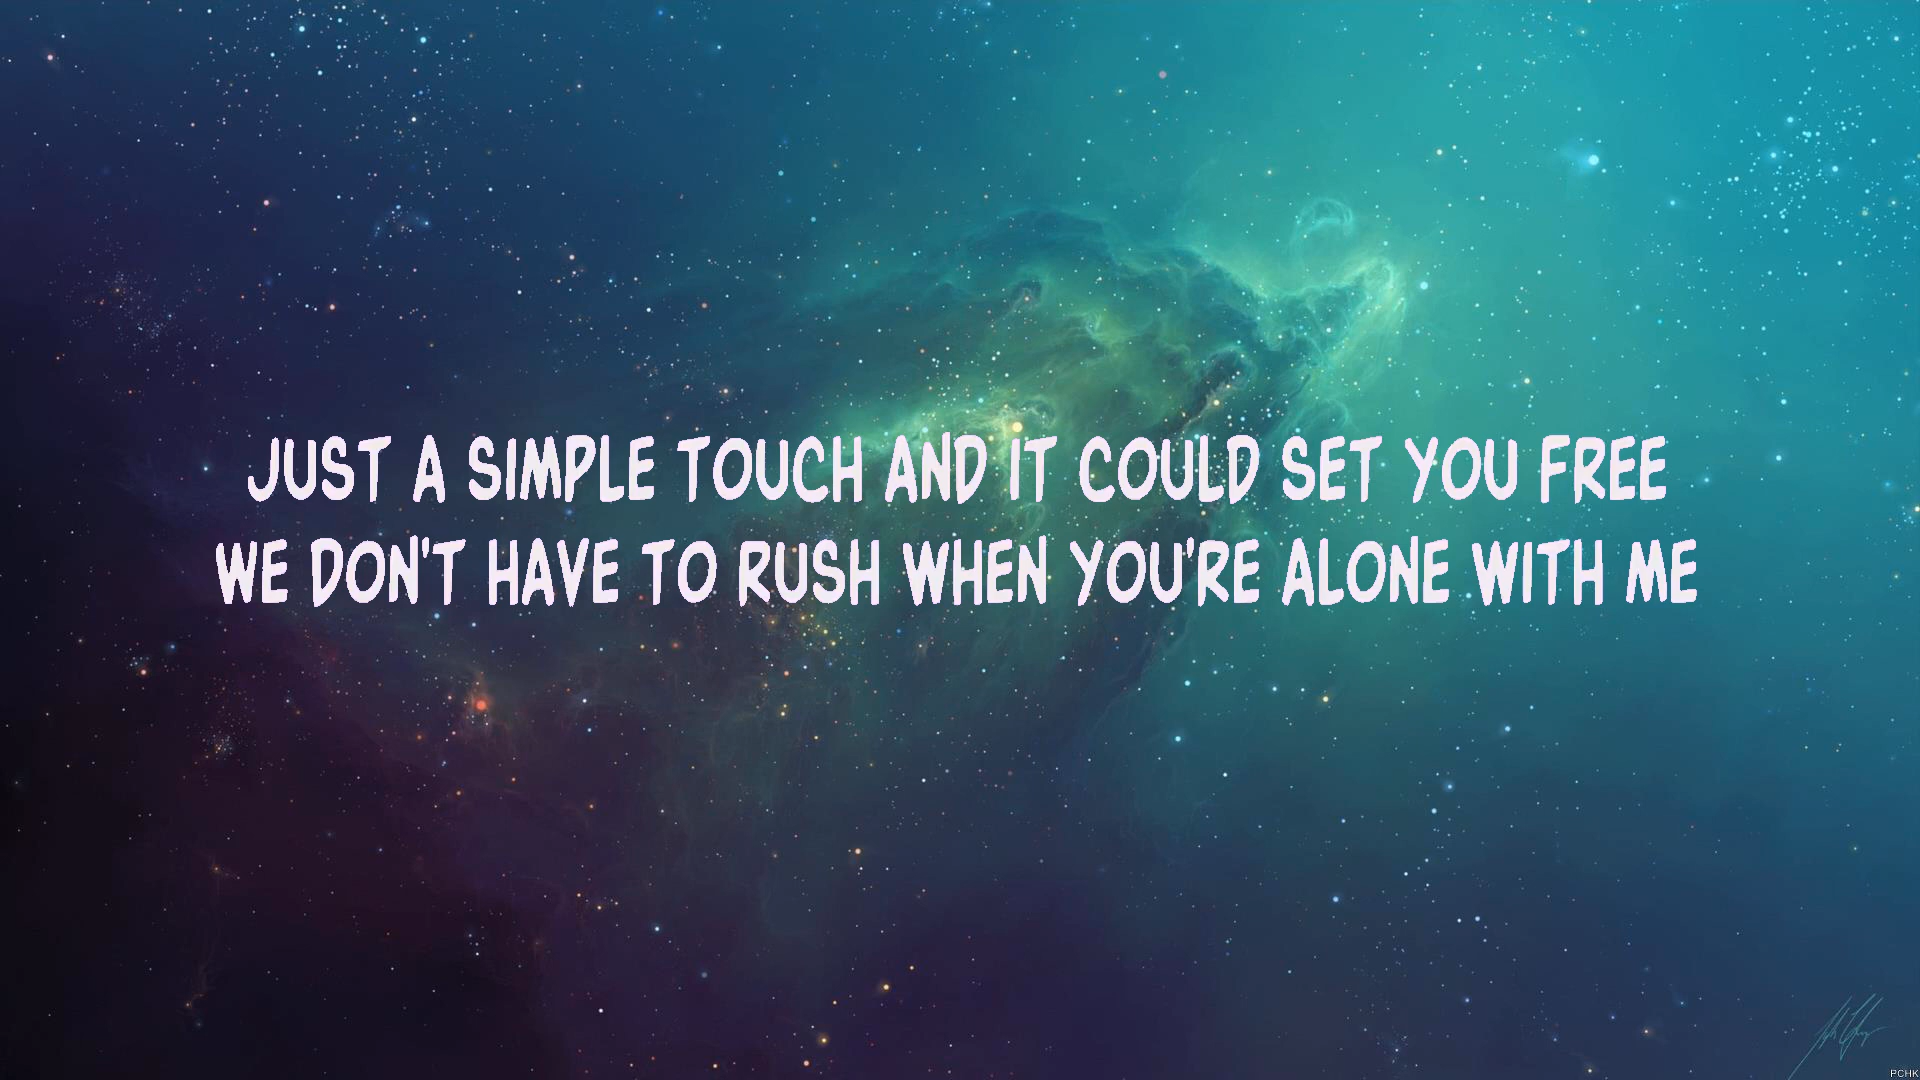 JUST A SIMPLE TOUCH AND IT COULD SET YOU FREE
WE DON'T HAVE TO RUSH WHEN YOU'RE ALONE WITH ME
PCHK